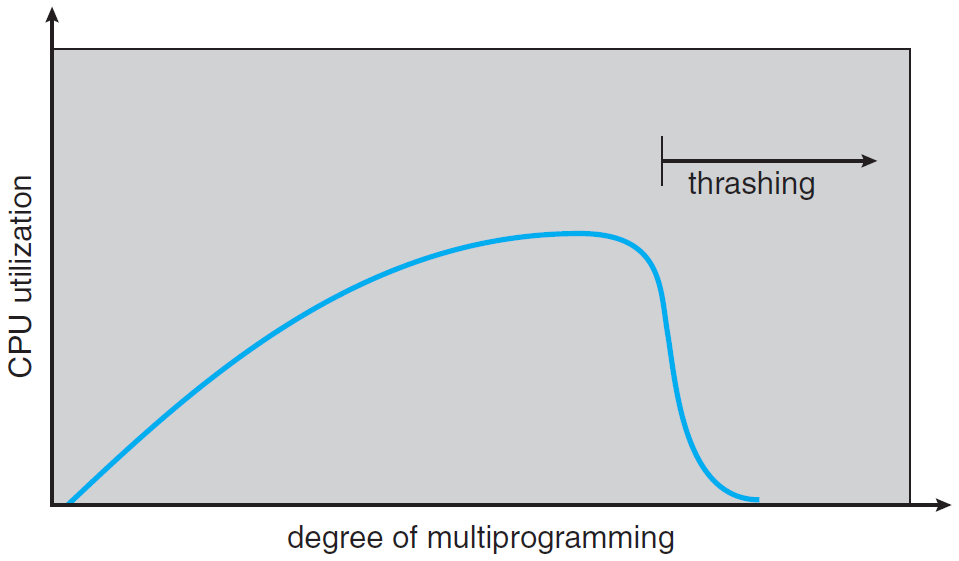 thrashing
CPU utilization
degree of multiprogramming